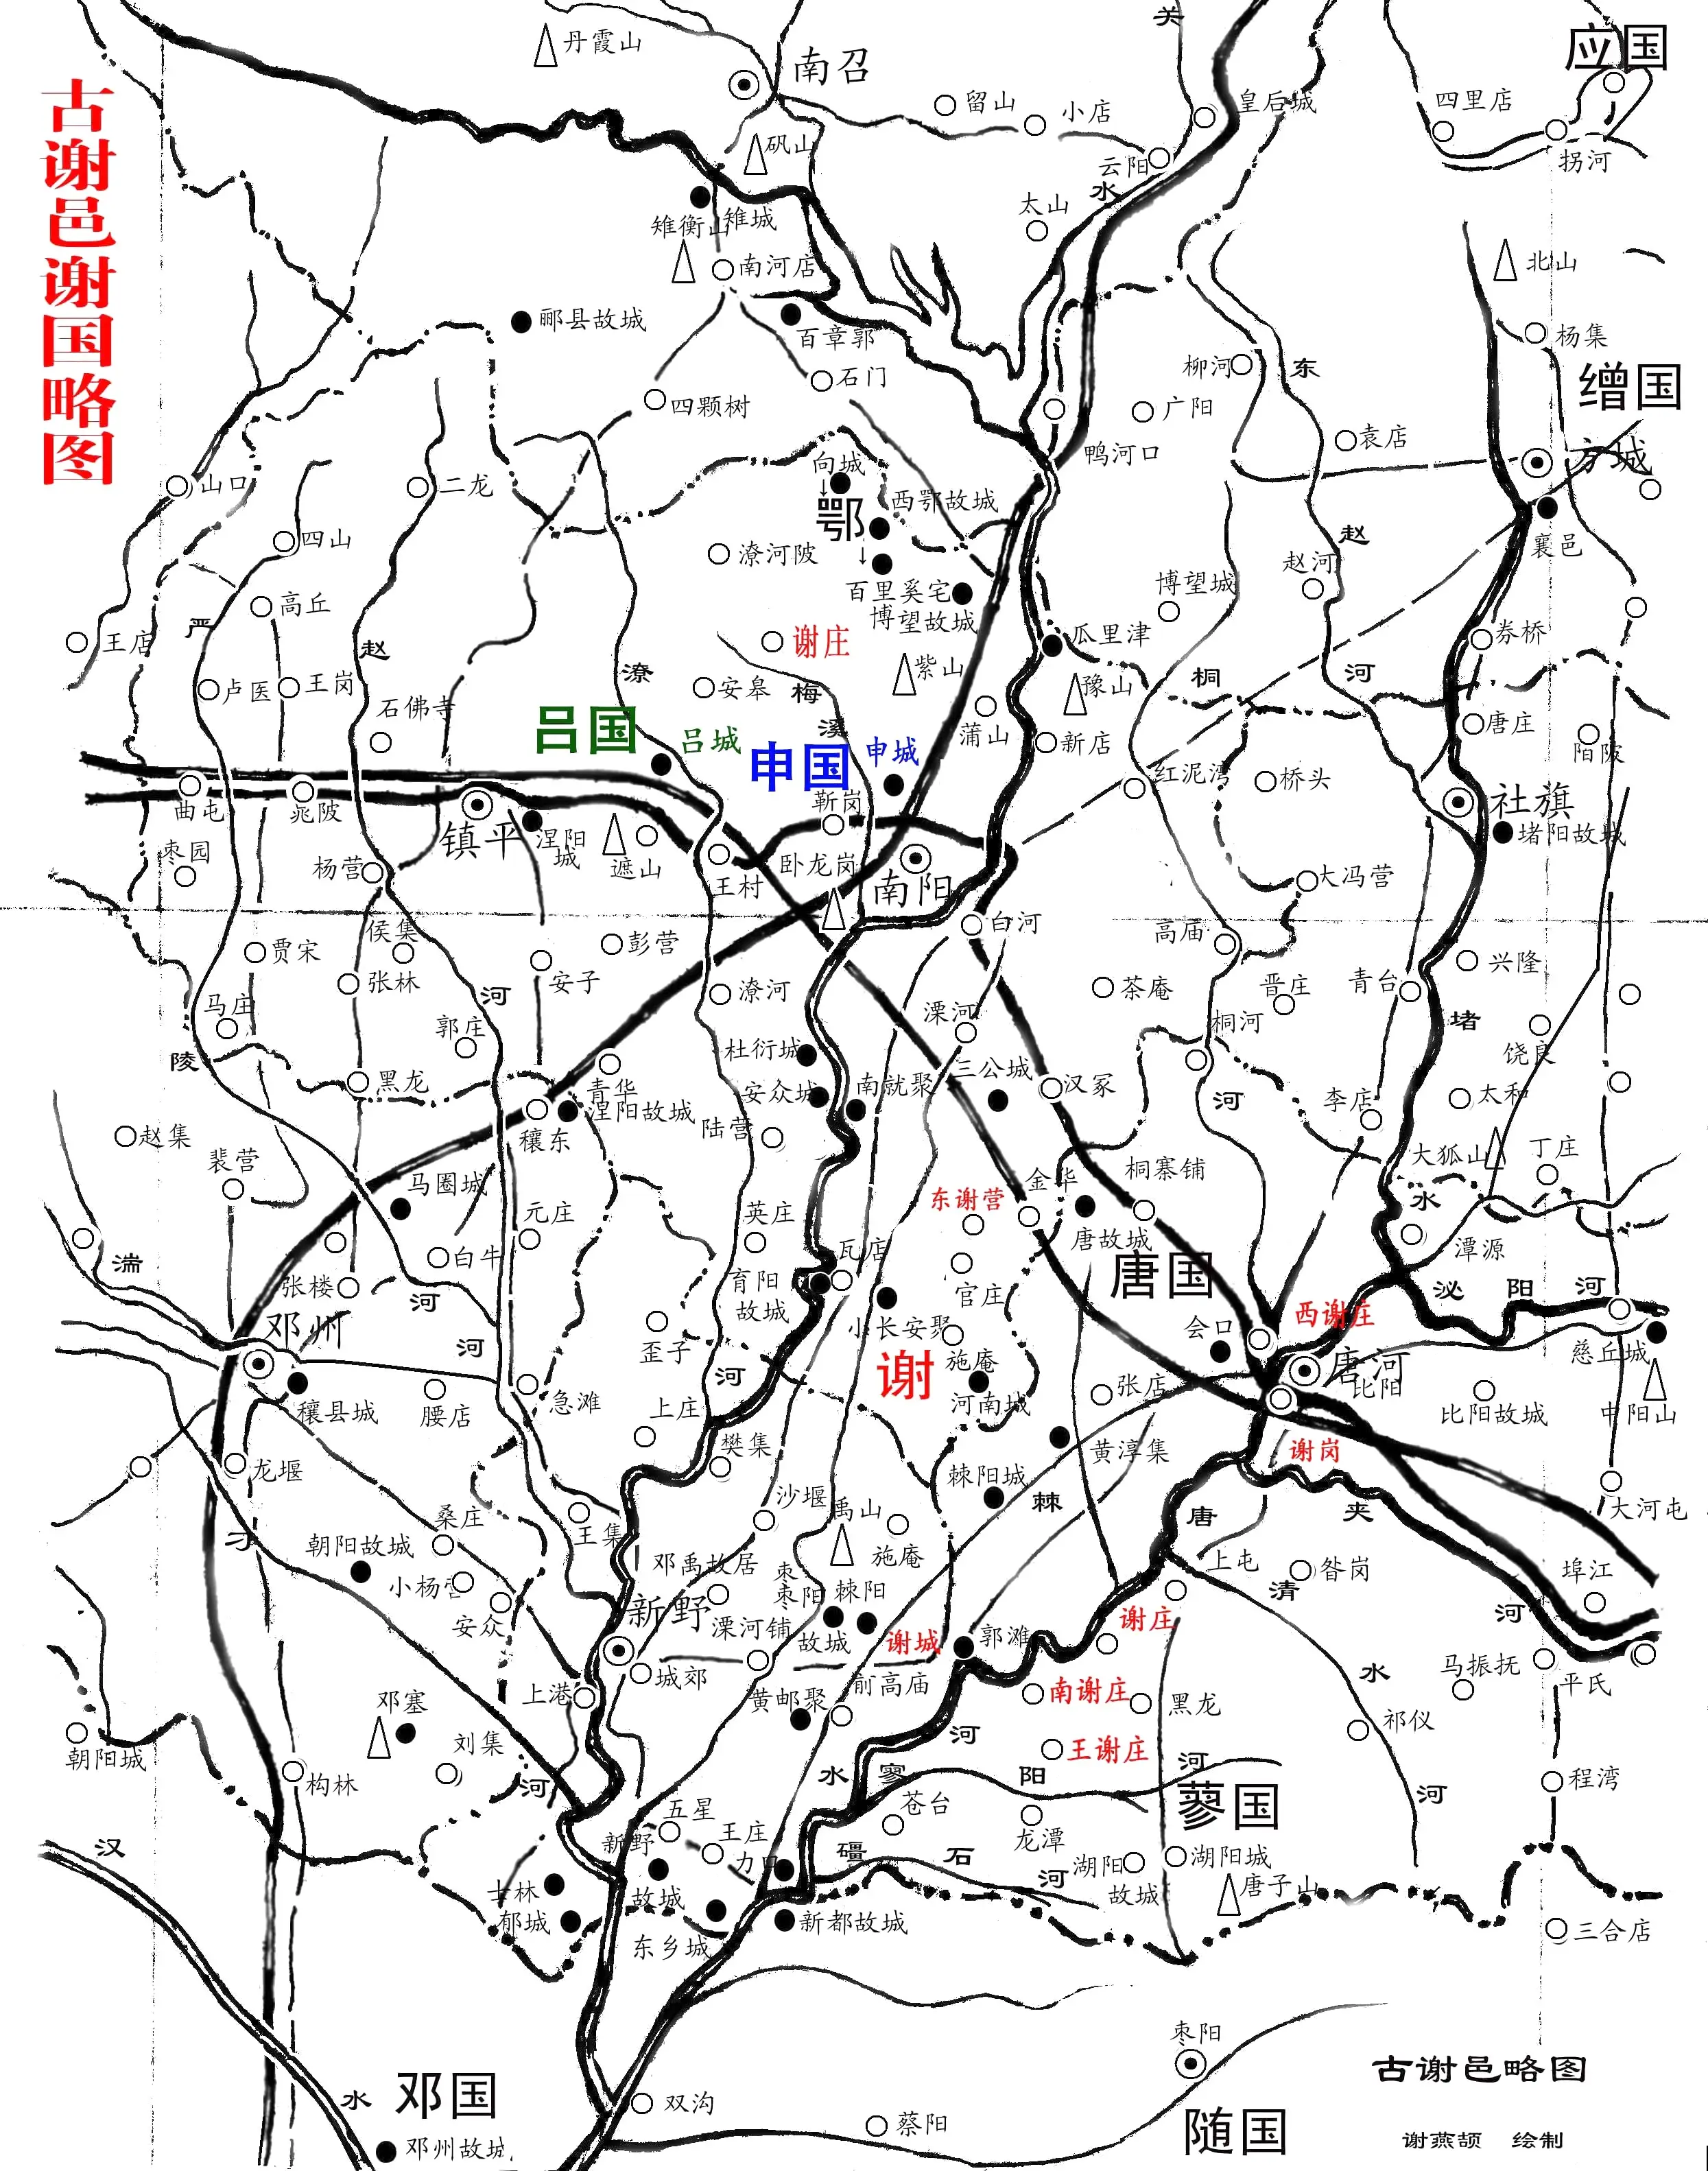 古谢邑谢国略图
丹霞山
南召
关
应国
留山
小店
皇后城
四里店
矾山
云阳
拐河
水
太山
雉衡山
雉城
南河店
北山
郦县故城
百章郭
杨集
石门
柳河
东
缯国
四颗树
广阳
袁店
鸭河口
方城
向城
山口
二龙
西鄂故城
鄂
四山
潦河陂
赵
襄邑
赵河
百里奚宅
博望城
高丘
博望故城
严
王店
赵
谢庄
瓜里津
券桥
潦
紫山
桐
河
卢医
王岗
安皋
梅
豫山
石佛寺
溪
蒲山
新店
唐庄
吕国
吕城
申国
申城
阳陂
红泥湾
桥头
曲屯
晁陂
靳岗
社旗
镇平
涅阳城
堵阳故城
枣园
杨营
遮山
王村
卧龙岗
南阳
大冯营
侯集
白河
高庙
贾宋
彭营
兴隆
张林
安子
河
潦河
茶庵
晋庄
青台
马庄
郭庄
溧河
桐河
堵
陵
杜衍城
饶良
黑龙
青华
安众城
南就聚
三公城
汉冢
河
李店
太和
涅阳故城
穰东
陆营
赵集
裴营
大狐山
丁庄
马圈城
桐寨铺
金华
东谢营
元庄
英庄
唐故城
水
湍
白牛
瓦店
潭源
张楼
育阳故城
官庄
唐国
泌
阳
河
河
邓州
小长安聚
会口
西谢庄
河
歪子
施庵
慈丘城
谢
唐河
河
穰县城
腰店
急滩
河南城
张店
比阳
比阳故城
中阳山
上庄
樊集
黄淳集
谢岗
龙堰
棘阳城
棘
沙堰
禹山
唐
夹
大河屯
刁
桑庄
王集
朝阳故城
施庵
邓禹故居
上屯
昝岗
小杨营
枣
枣阳
棘阳
清
埠江
安众
新野
溧河铺
故城
谢城
郭滩
谢庄
河
城郊
上港
前高庙
南谢庄
水
马振抚
平氏
邓塞
黄邮聚
黑龙
祁仪
朝阳城
刘集
河
王谢庄
构林
河
水
寥
阳
河
程湾
苍台
蓼国
河
五星
龙潭
汉
新野
王庄
故城
力口
礓
石
河
湖阳
湖阳城
故城
唐子山
士林
郁城
新都故城
东乡城
三合店
枣阳
古谢邑略图
水
邓国
双沟
蔡阳
随国
邓州故城
谢燕颉 绘制